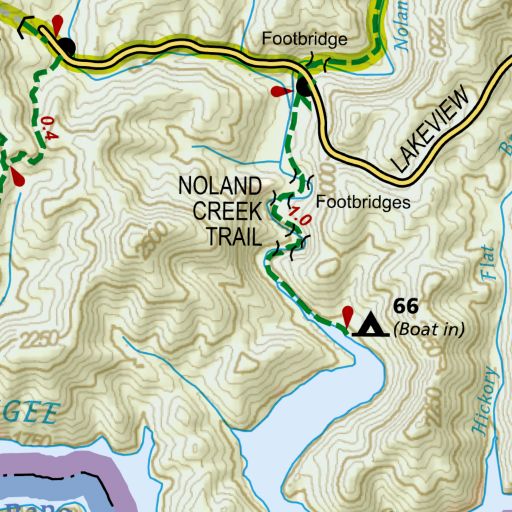 Footbridge
Nolan
2250
LAKEVIEW
0.4
NOLAND
CREEK
TRAIL
1.0
Footbridges
2500
Flat
66
(Boat in)
2250
Hickory
GEE
1750